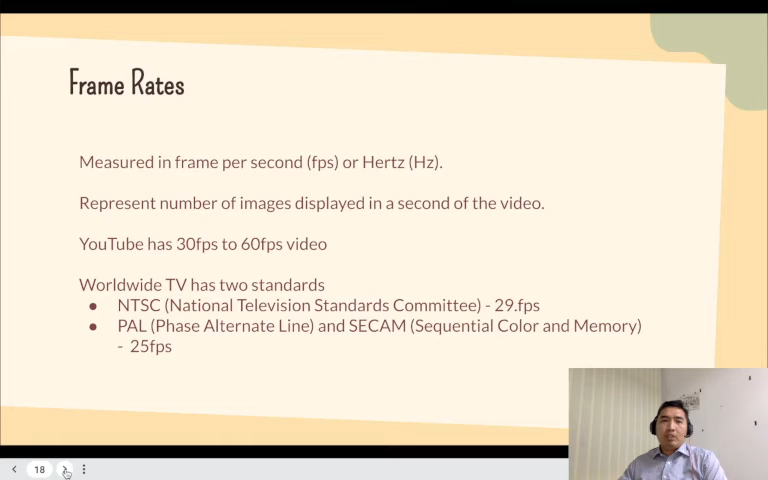 Frame Rates
Measured in frame per second (fps) or Hertz (Hz).
Represent number of images displayed in a second of the video.
YouTube has 30fps to 60fps video
Worldwide TV has two standards
● NTSC (National Television Standards Committee) - 29.fps
● PAL (Phase Alternate Line) and SECAM (Sequential Color and Memory)
- 25fps
18